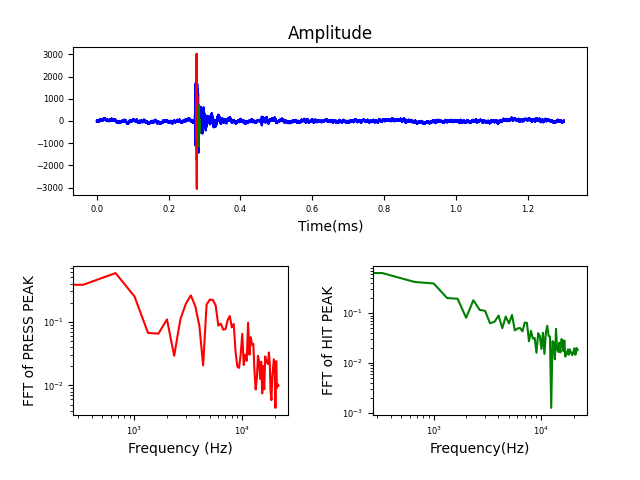 Amplitude
3000
2000
1000
0
−1000
−2000
−3000
0.0 0.2 0.4 0.6 0.8 1.0 1.2
Time(ms)
FFT of PRESS PEAK
10⁻¹
10⁻²
10³ 10⁴
Frequency (Hz)
FFT of HIT PEAK
10⁻¹
10⁻²
10⁻³
10³ 10⁴
Frequency(Hz)